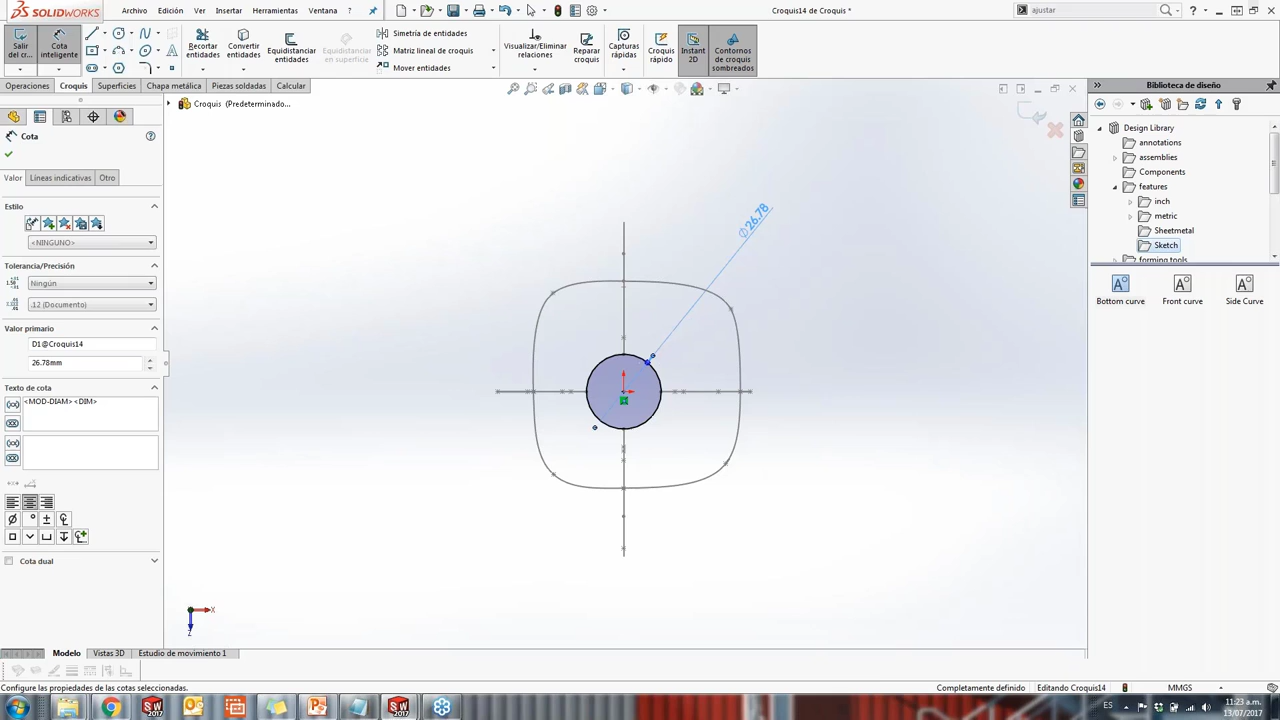 SOLIDWORKS
Archivo Edición Ver Insertar Herramientas Ventana
Croquis14 de Croquis *
ajustar
Salir del cr...
Cota inteligente
Recortar entidades
Convertir entidades
Equidistanciar entidades
Equidistanciar en superficie
Simetría de entidades
Matriz lineal de croquis
Mover entidades
Visualizar/Eliminar relaciones
Reparar croquis
Capturas rápidas
Croquis rápido
Instant 2D
Contornos de croquis sombreados
Operaciones Croquis Superficies Chapa metálica Piezas soldadas Calcular
Croquis (Predeterminado...
Cota
Valor Líneas indicativas Otro
Estilo
<NINGUNO>
Tolerancia/Precisión
Ningún
.12 (Documento)
Valor primario
D1@Croquis14
26.78mm
Texto de cota
<MOD-DIAM> <DIM>
Cota dual
Ø26.78
X
Z
Biblioteca de diseño
Design Library
annotations
assemblies
Components
features
inch
metric
Sheetmetal
Sketch
forming tools
Bottom curve Front curve Side Curve
Modelo Vistas 3D Estudio de movimiento 1
Configure las propiedades de las cotas seleccionadas.
Completamente definido Editando Croquis14 MMGS
ES
11:23 a.m.
13/07/2017